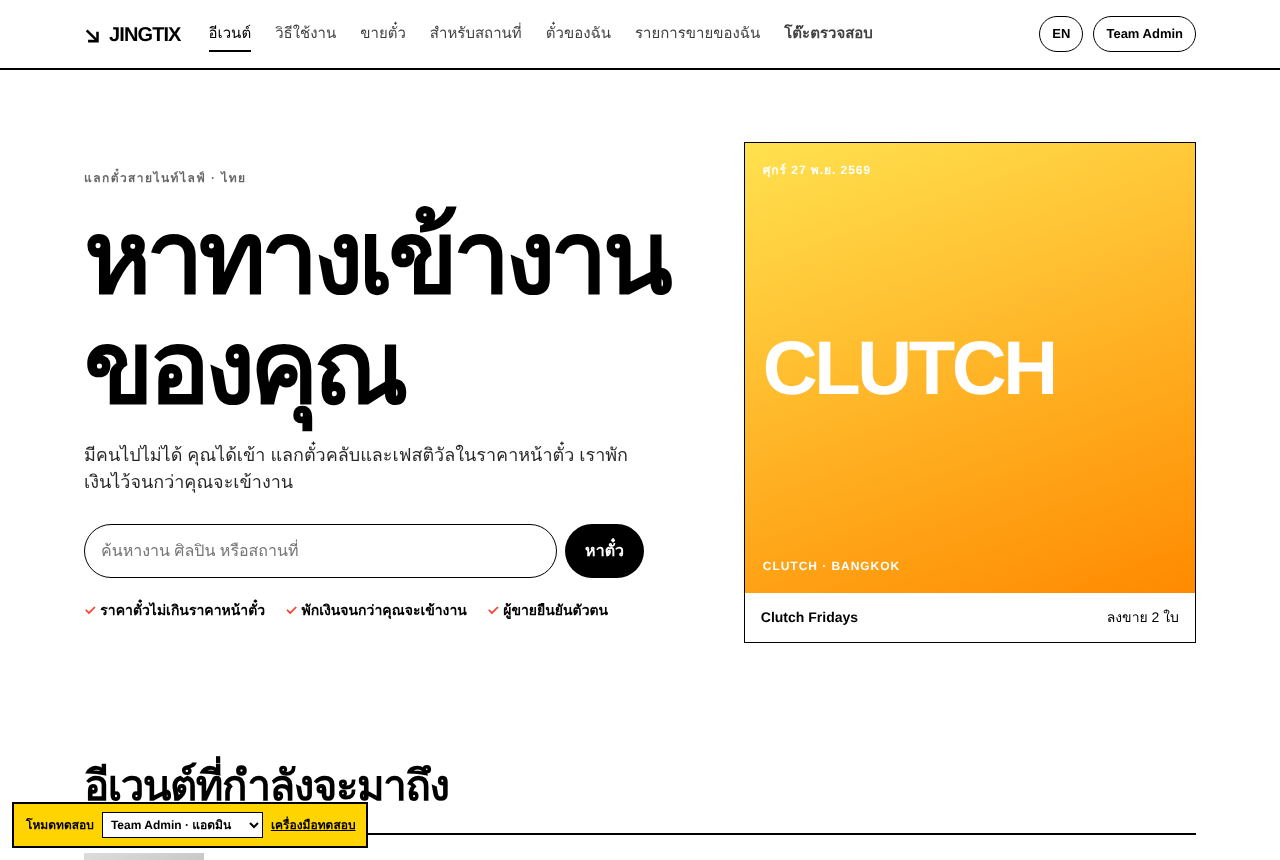 JINGTIX
อีเวนต์
วิธีใช้งาน
ขายตั๋ว
สำหรับสถานที่
ตั๋วของฉัน
รายการขายของฉัน
โต๊ะตรวจสอบ
EN
Team Admin
แลกตั๋วสายไนท์ไลฟ์ · ไทย
หาทางเข้างาน
ของคุณ
มีคนไปไม่ได้ คุณได้เข้า แลกตั๋วคลับและเฟสติวัลในราคาหน้าตั๋ว เราพัก
เงินไว้จนกว่าคุณจะเข้างาน
ค้นหางาน ศิลปิน หรือสถานที่
หาตั๋ว
ราคาตั๋วไม่เกินราคาหน้าตั๋ว
พักเงินจนกว่าคุณจะเข้างาน
ผู้ขายยืนยันตัวตน
ศุกร์ 27 พ.ย. 2569
CLUTCH
CLUTCH · BANGKOK
Clutch Fridays
ลงขาย 2 ใบ
อีเวนต์ที่กำลังจะมาถึง
โหมดทดสอบ
Team Admin · แอดมิน
เครื่องมือทดสอบ